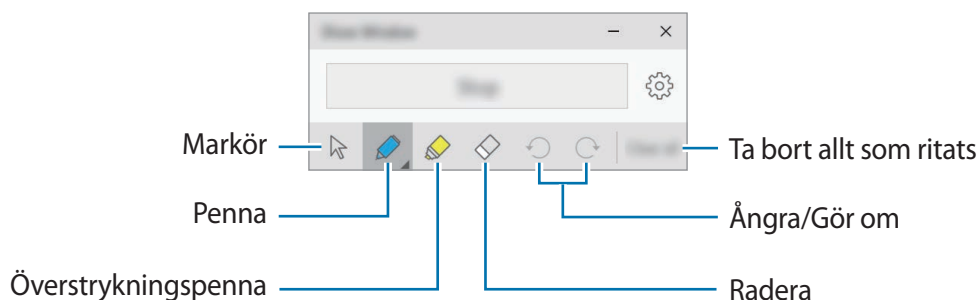 Markör
Ta bort allt som ritats
Penna
Ångra/Gör om
Överstrykningspenna
Radera